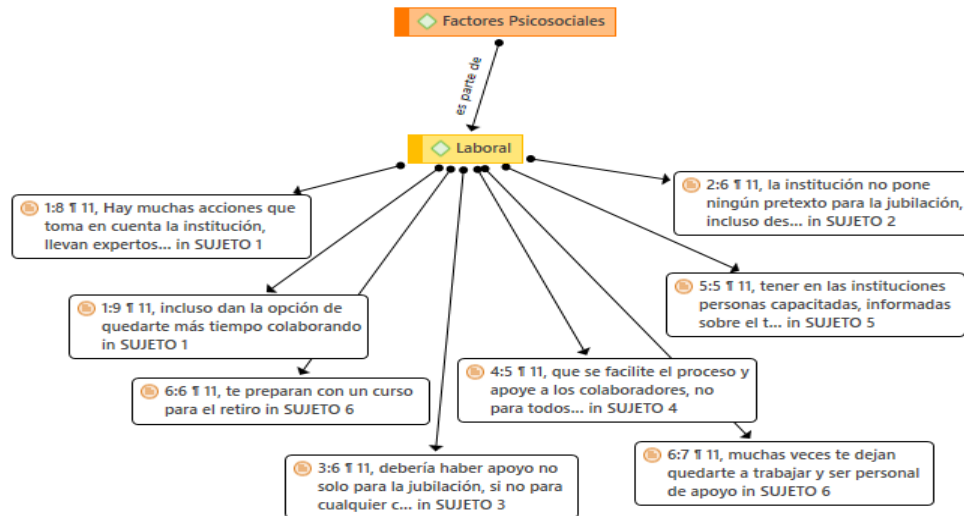 Factores Psicosociales
es parte de
Laboral
1:8 ¶ 11, Hay muchas acciones que
toma en cuenta la institución,
llevan expertos... in SUJETO 1
2:6 ¶ 11, la institución no pone
ningún pretexto para la jubilación,
incluso des... in SUJETO 2
1:9 ¶ 11, incluso dan la opción de
quedarte más tiempo colaborando
in SUJETO 1
5:5 ¶ 11, tener en las instituciones
personas capacitadas, informadas
sobre el t... in SUJETO 5
6:6 ¶ 11, te preparan con un curso
para el retiro in SUJETO 6
4:5 ¶ 11, que se facilite el proceso y
apoye a los colaboradores, no
para todos... in SUJETO 4
3:6 ¶ 11, debería haber apoyo no
solo para la jubilación, si no para
cualquier c... in SUJETO 3
6:7 ¶ 11, muchas veces te dejan
quedarte a trabajar y ser personal
de apoyo in SUJETO 6